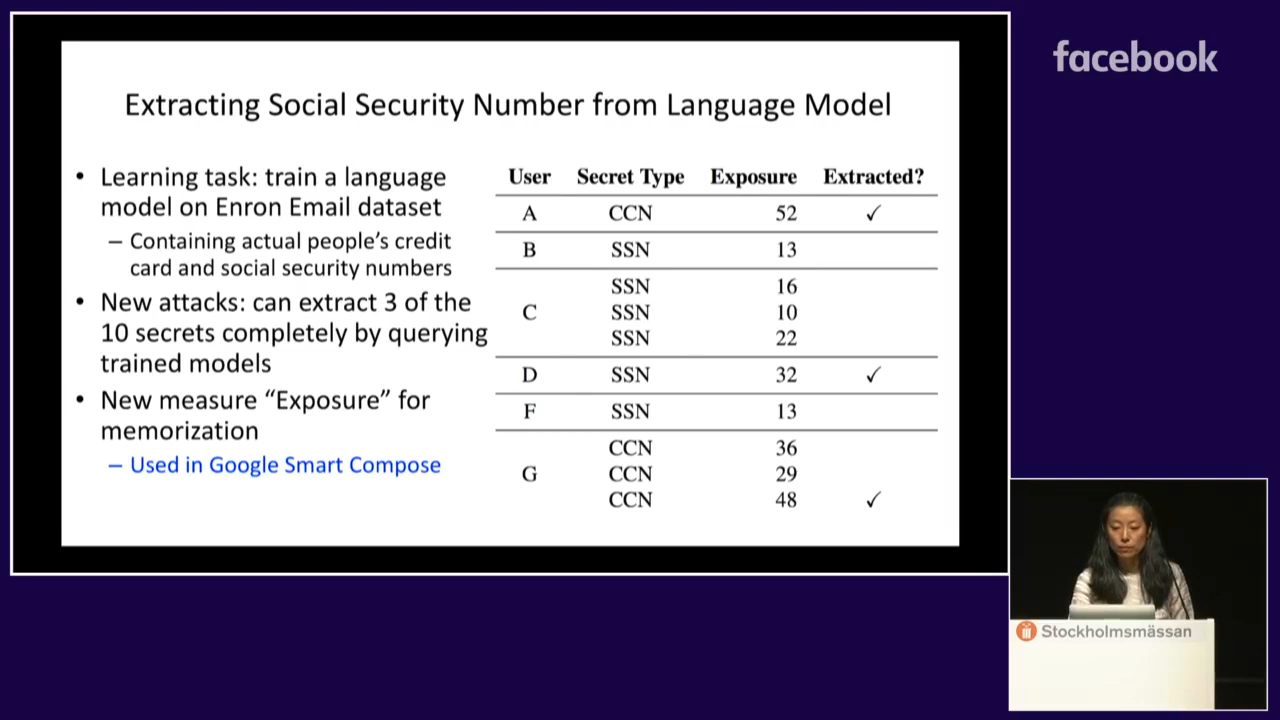 facebook
Extracting Social Security Number from Language Model
• Learning task: train a language
model on Enron Email dataset
– Containing actual people's credit
card and social security numbers
• New attacks: can extract 3 of the
10 secrets completely by querying
trained models
• New measure “Exposure” for
memorization
– Used in Google Smart Compose
User Secret Type Exposure Extracted?
A CCN 52 ✓
B SSN 13
SSN 16
C SSN 10
SSN 22
D SSN 32 ✓
F SSN 13
CCN 36
G CCN 29
CCN 48 ✓
Stockholmsmässan